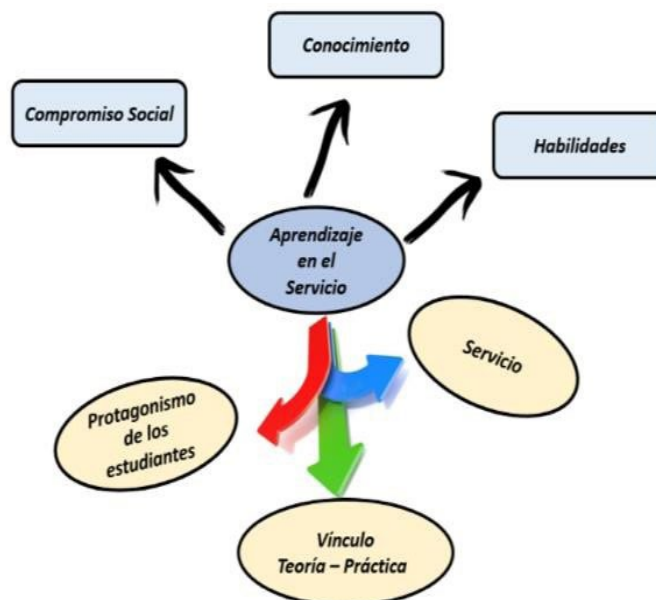 Conocimiento
Compromiso Social
Habilidades
Aprendizaje
en el
Servicio
Servicio
Protagonismo
de los
estudiantes
Vínculo
Teoría – Práctica